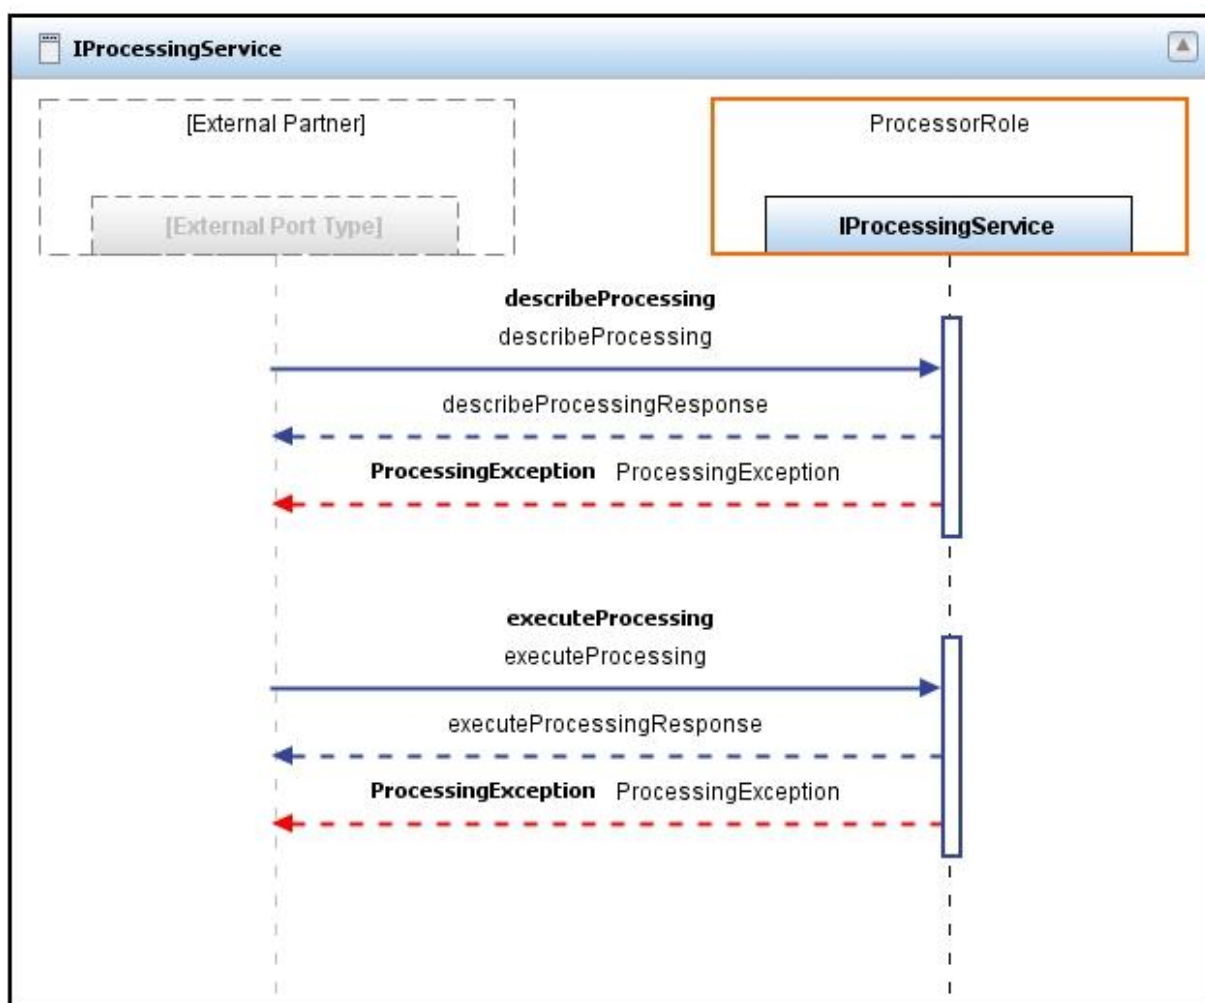 IProcessingService
[External Partner]
ProcessorRole
[External Port Type]
IProcessingService
describeProcessing
describeProcessing
describeProcessingResponse
ProcessingException ProcessingException
executeProcessing
executeProcessing
executeProcessingResponse
ProcessingException ProcessingException